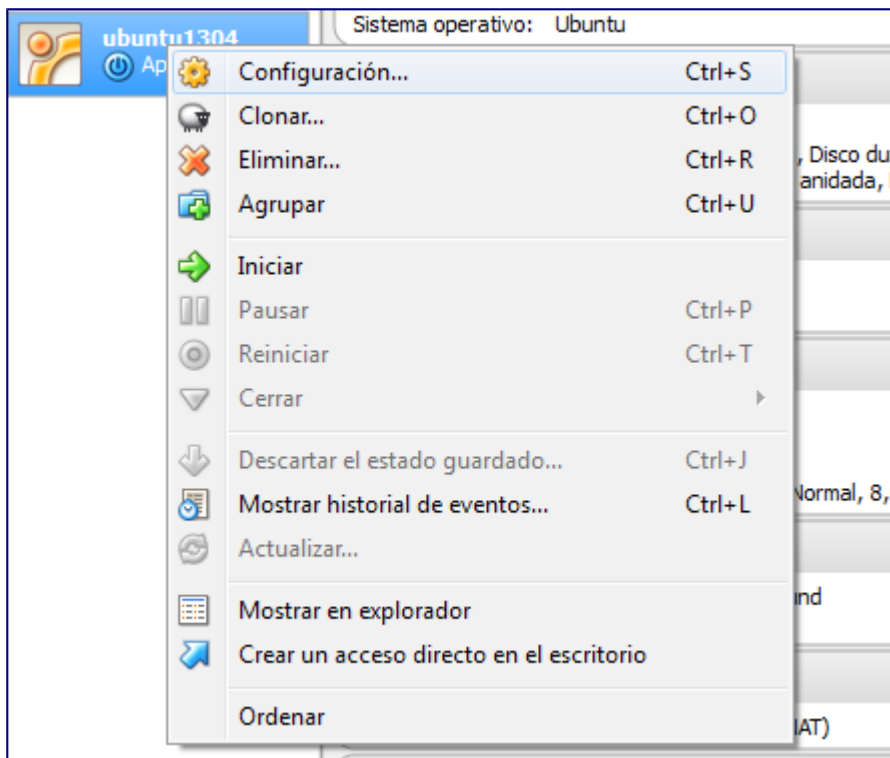 Sistema operativo: Ubuntu
ubuntu1304
Configuración... Ctrl+S
Clonar... Ctrl+O
Eliminar... Ctrl+R
Agrupar Ctrl+U
Iniciar
Pausar Ctrl+P
Reiniciar Ctrl+T
Cerrar
Descartar el estado guardado... Ctrl+J
Mostrar historial de eventos... Ctrl+L
Actualizar...
Mostrar en explorador
Crear un acceso directo en el escritorio
Ordenar
, Disco du
anidada,
Normal, 8,
und